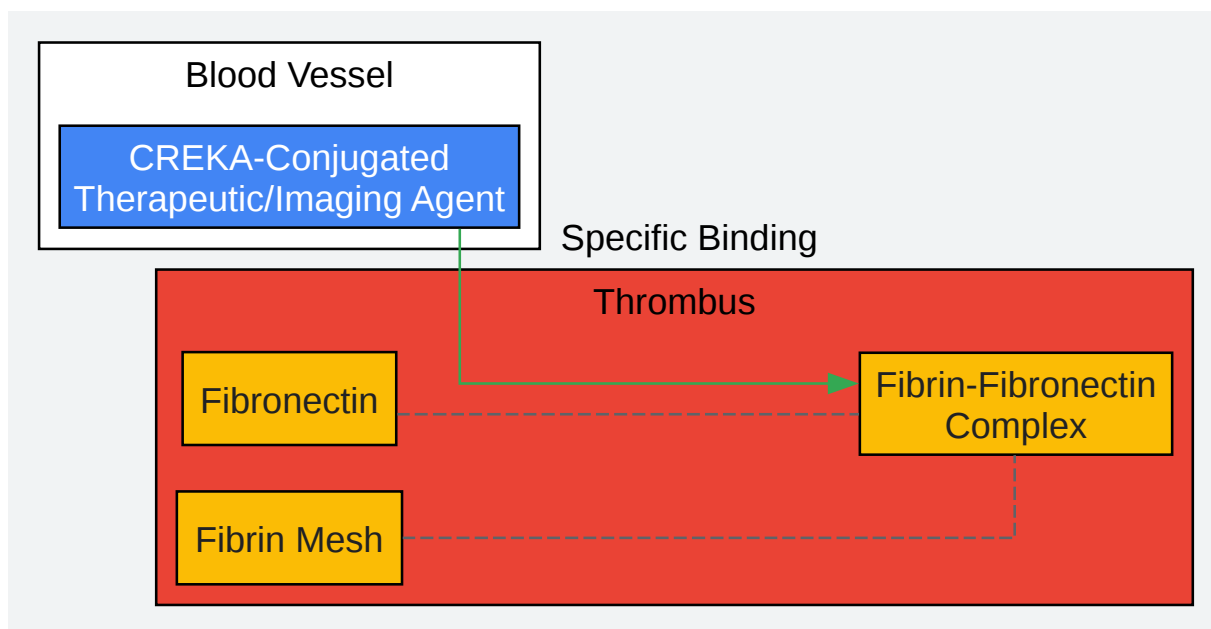 Blood Vessel
CREKA-Conjugated
Therapeutic/Imaging Agent
Specific Binding
Thrombus
Fibronectin
Fibrin-Fibronectin
Complex
Fibrin Mesh